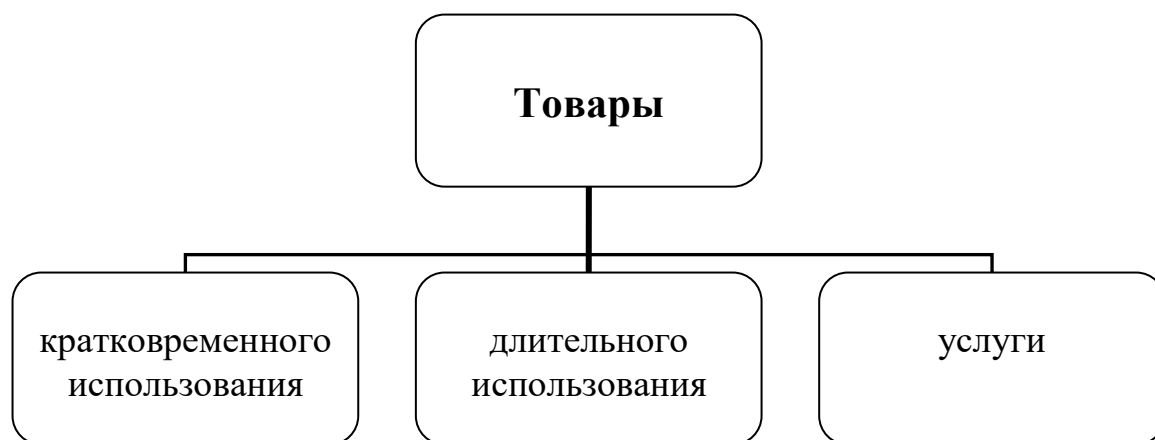 Товары
кратковременного
использования
длительного
использования
услуги